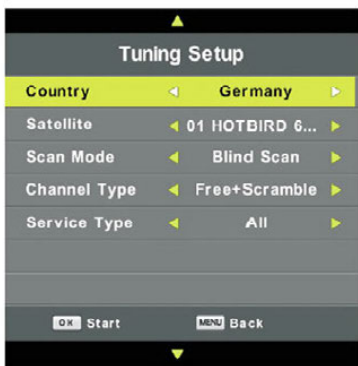 Tuning Setup
Country Germany
Satellite 01 HOTBIRD 6...
Scan Mode Blind Scan
Channel Type Free+Scramble
Service Type All
OK Start MENU Back